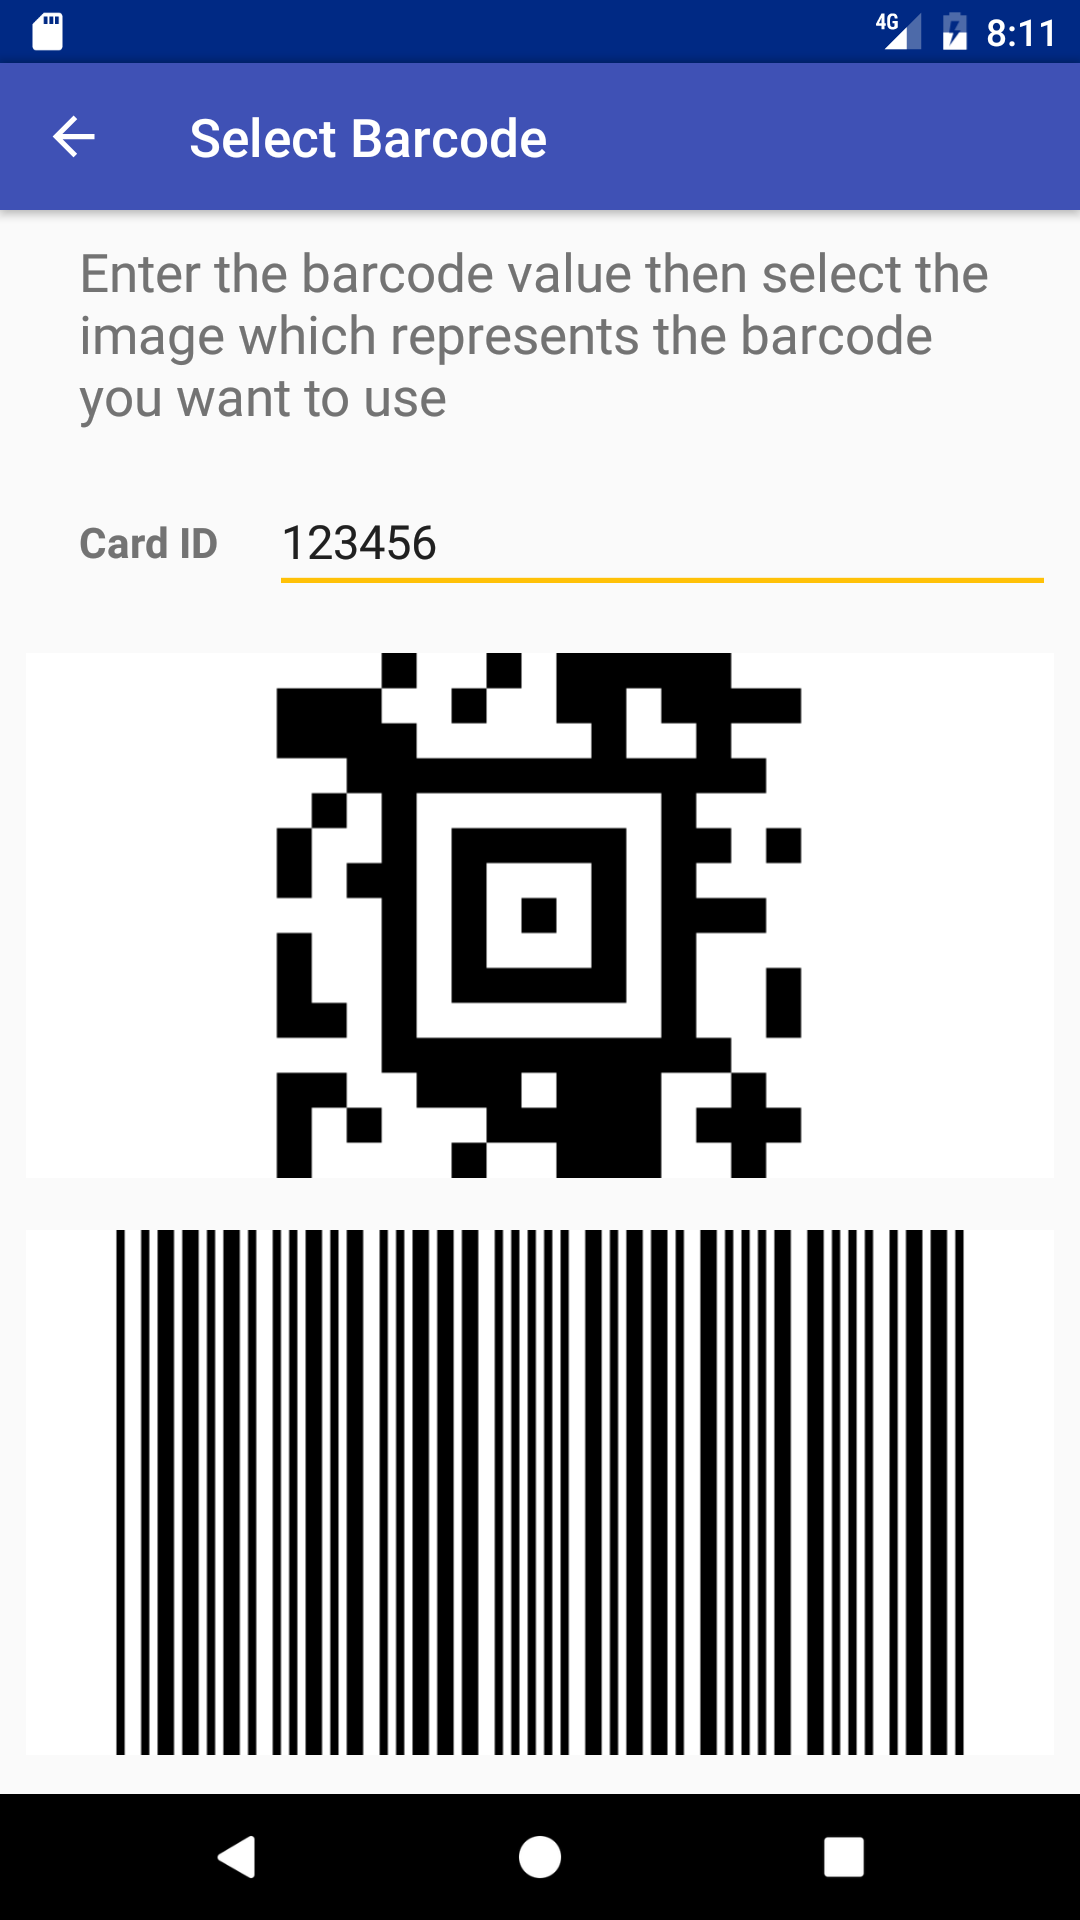 4G 8:11
Select Barcode
Enter the barcode value then select the
image which represents the barcode
you want to use
Card ID 123456